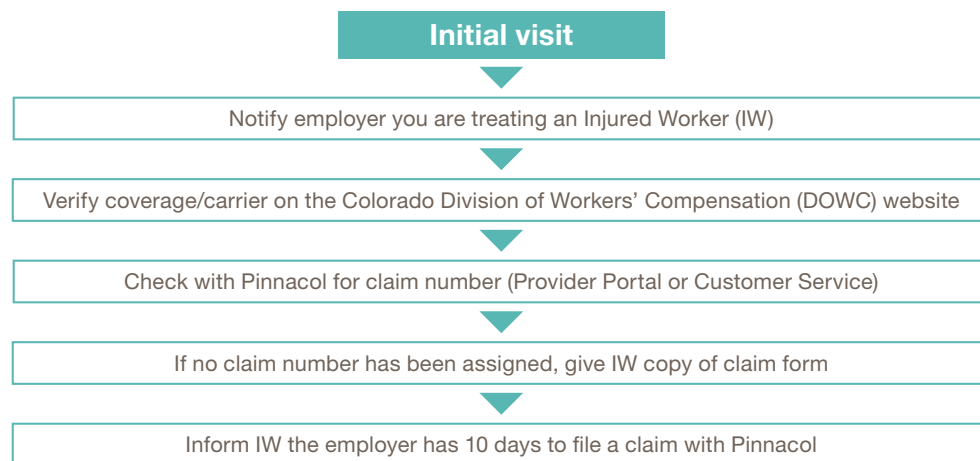 Initial visit
Notify employer you are treating an Injured Worker (IW)
Verify coverage/carrier on the Colorado Division of Workers’ Compensation (DOWC) website
Check with Pinnacol for claim number (Provider Portal or Customer Service)
If no claim number has been assigned, give IW copy of claim form
Inform IW the employer has 10 days to file a claim with Pinnacol